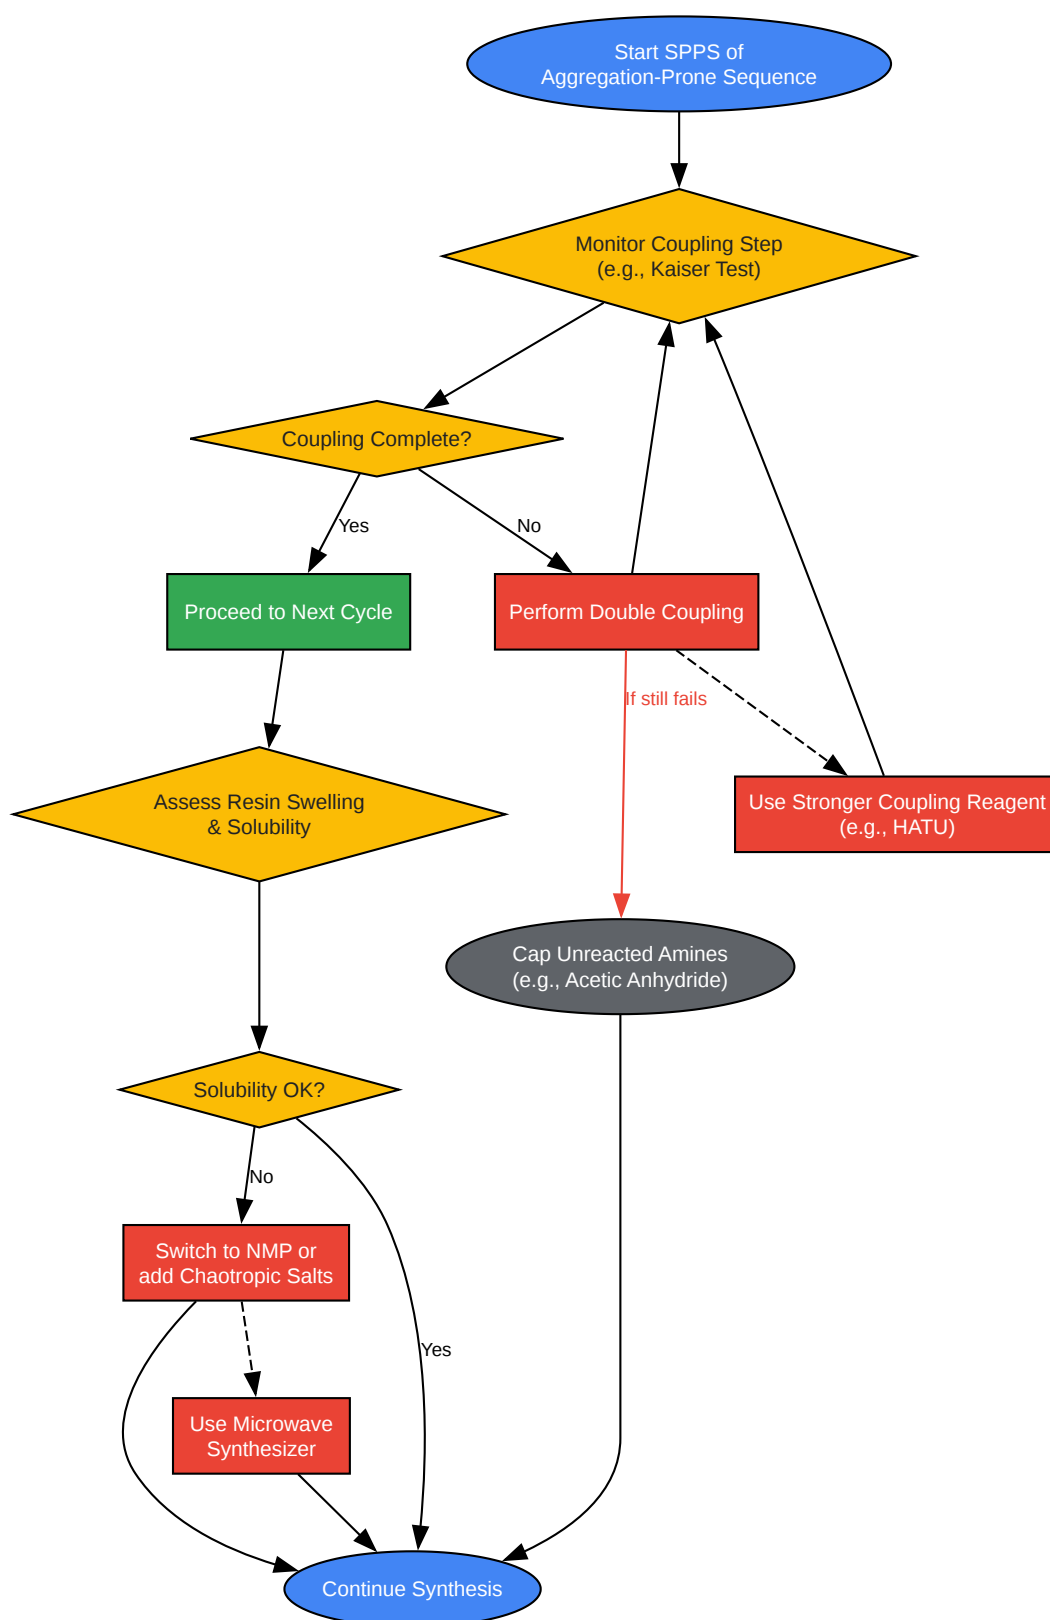 Start SPPS of
Aggregation-Prone Sequence
Monitor Coupling Step
(e.g., Kaiser Test)
Coupling Complete?
Yes
No
Proceed to Next Cycle
Perform Double Coupling
If still fails
Assess Resin Swelling
& Solubility
Use Stronger Coupling Reagent
(e.g., HATU)
Cap Unreacted Amines
(e.g., Acetic Anhydride)
Solubility OK?
No
Switch to NMP or
add Chaotropic Salts
Yes
Use Microwave
Synthesizer
Continue Synthesis